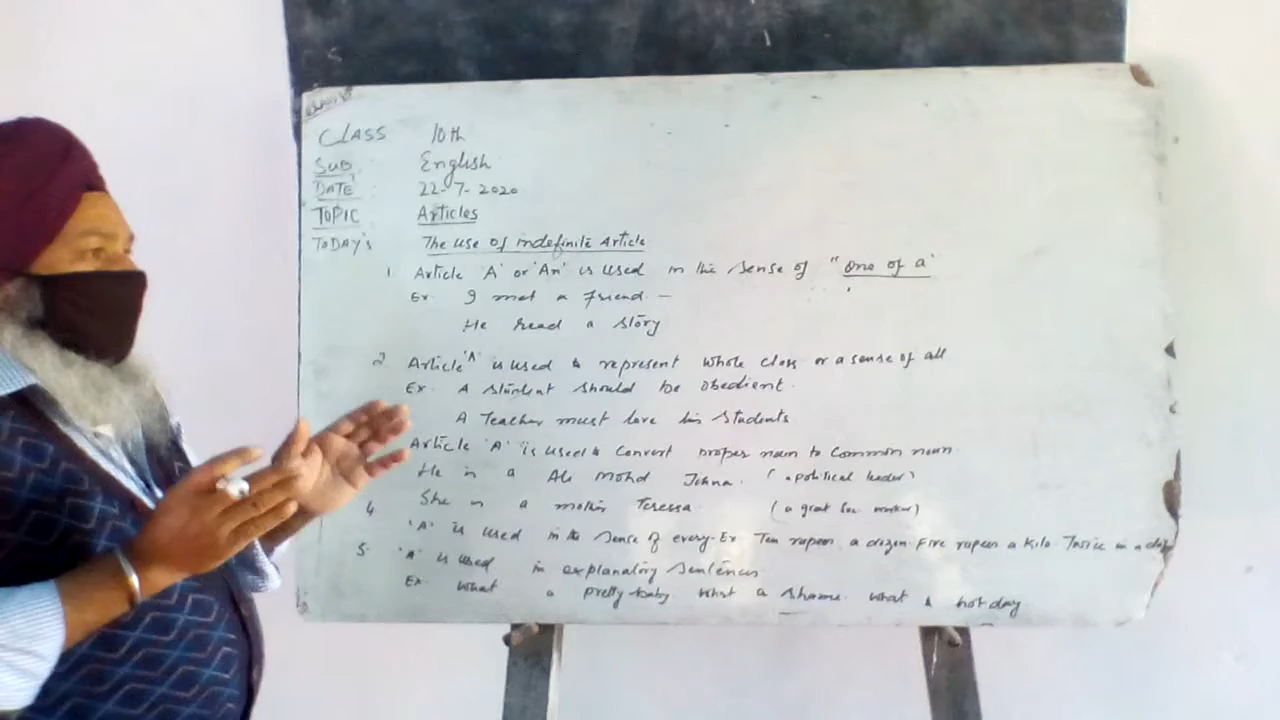 CLASS 10th
SUB : English
DATE : 22-7-2020
TOPIC Articles
TODAY'S The use of indefinite Article
1. Article 'A' or 'An' is used in the sense of "one of a"
Ex. I met a friend. –
He read a story
2 Article 'A' is used to represent whole class or a sense of all
Ex. A student should be obedient.
A Teacher must love his students
Article 'A' is used to convert proper noun to Common noun.
He is a Ali Mohd (a political leader)
She is a mother Teressa. (a great worker)
4 'A' is used in the sense of every. Ex Ten rupees a dozen. Five rupees a kilo. Twice in a day
5. 'A' is used in explanatory sentences
Ex. What a pretty baby. What a shame. What a hot day